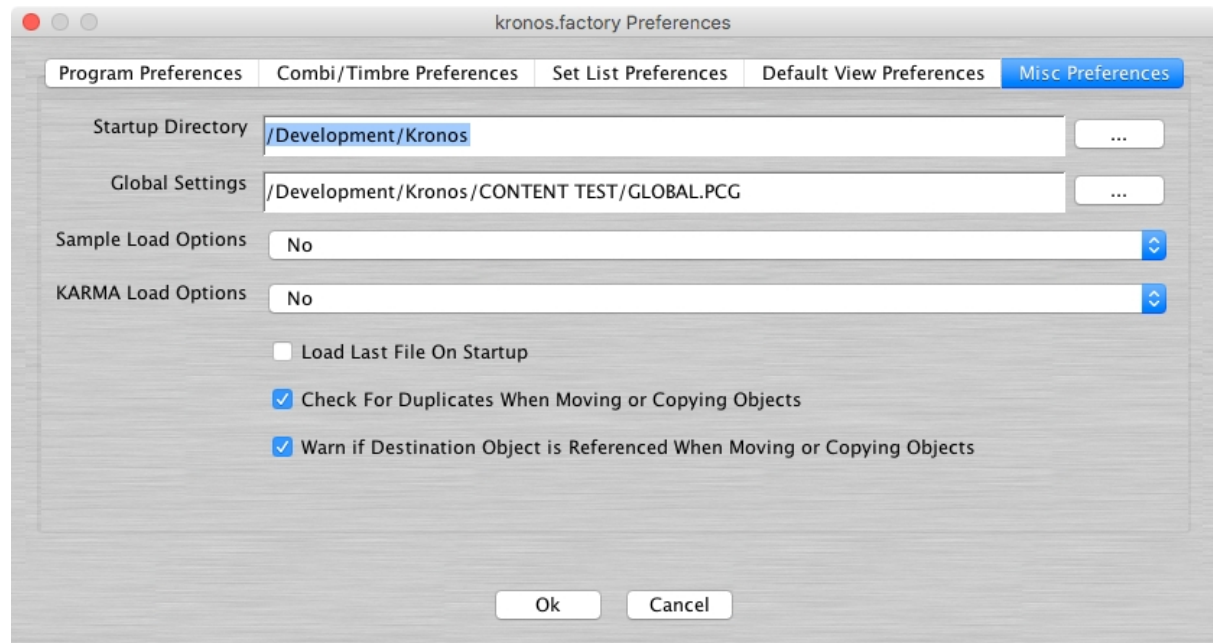 kronos.factory Preferences
Program Preferences Combi/Timbre Preferences Set List Preferences Default View Preferences Misc Preferences
Startup Directory /Development/Kronos ...
Global Settings /Development/Kronos/CONTENT TEST/GLOBAL.PCG ...
Sample Load Options No
KARMA Load Options No
Load Last File On Startup
Check For Duplicates When Moving or Copying Objects
Warn if Destination Object is Referenced When Moving or Copying Objects
Ok Cancel